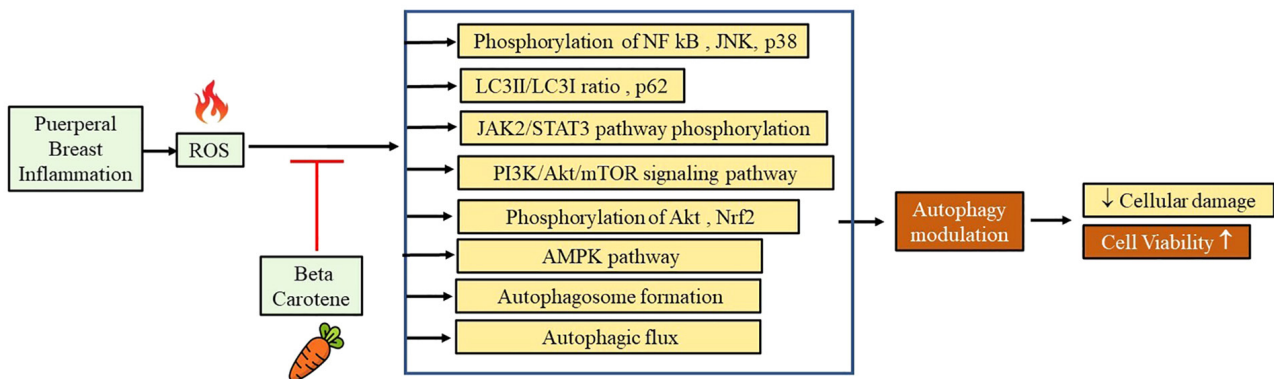 Puerperal
Breast
Inflammation
ROS
Beta
Carotene
Phosphorylation of NF kB , JNK, p38
LC3II/LC3I ratio , p62
JAK2/STAT3 pathway phosphorylation
PI3K/Akt/mTOR signaling pathway
Phosphorylation of Akt , Nrf2
AMPK pathway
Autophagosome formation
Autophagic flux
Autophagy
modulation
↓ Cellular damage
Cell Viability ↑